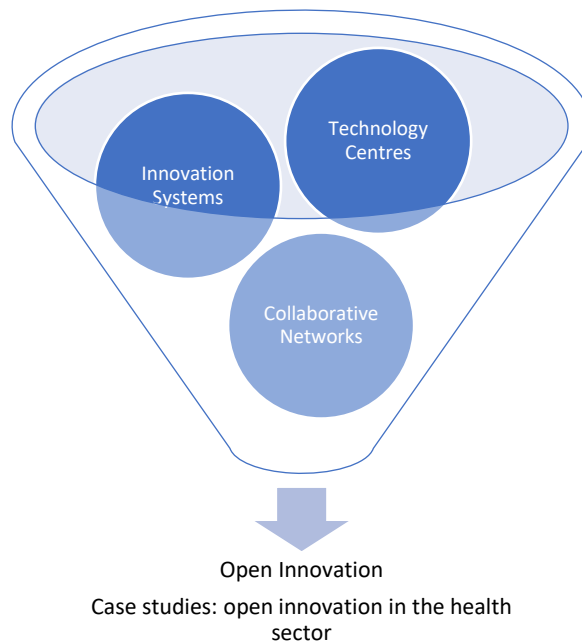 Technology
Centres
Innovation
Systems
Collaborative
Networks
Open Innovation
Case studies: open innovation in the health
sector